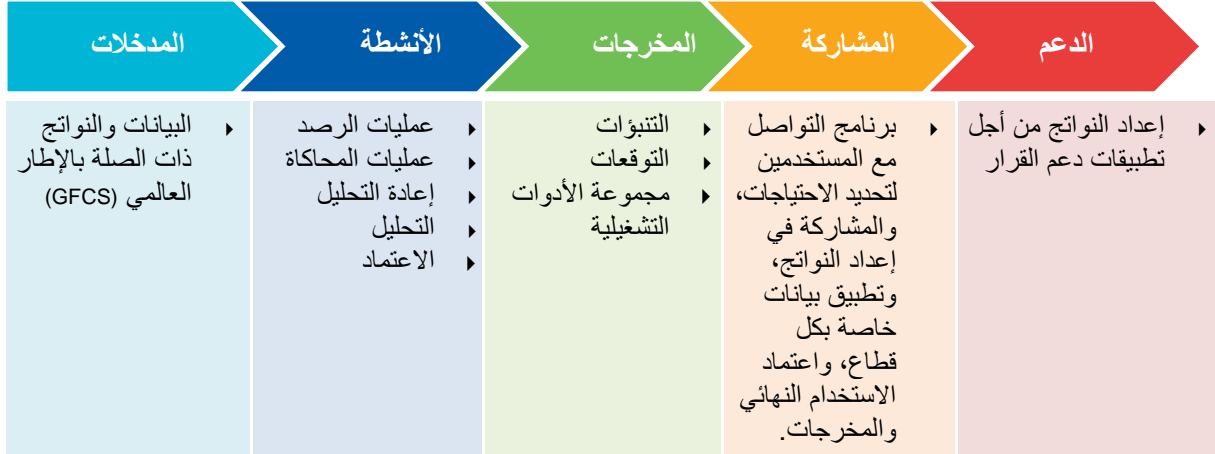 المدخلات
الأنشطة
المخرجات
المشاركة
الدعم
البيانات والنواتج
ذات الصلة بالإطار
العالمي (GFCS)
عمليات الرصد
عمليات المحاكاة
إعادة التحليل
التحليل
الاعتماد
التنبؤات
التوقعات
مجموعة الأدوات
التشغيلية
برنامج التواصل
مع المستخدمين
لتحديد الاحتياجات،
والمشاركة في
إعداد النواتج،
وتطبيق بيانات
خاصة بكل
قطاع، واعتماد
الاستخدام النهائي
والمخرجات.
إعداد النواتج من أجل
تطبيقات دعم القرار